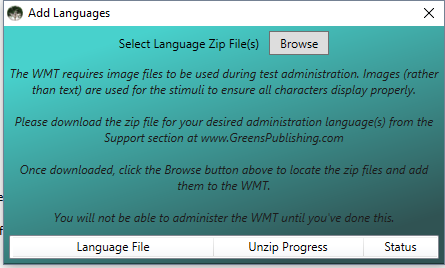 Add Languages
Select Language Zip File(s) Browse
The WMT requires image files to be used during test administration. Images (rather
than text) are used for the stimuli to ensure all characters display properly.
Please download the zip file for your desired administration language(s) from the
Support section at www.GreensPublishing.com
Once downloaded, click the Browse button above to locate the zip files and add
them to the WMT.
You will not be able to administer the WMT until you've done this.
Language File Unzip Progress Status